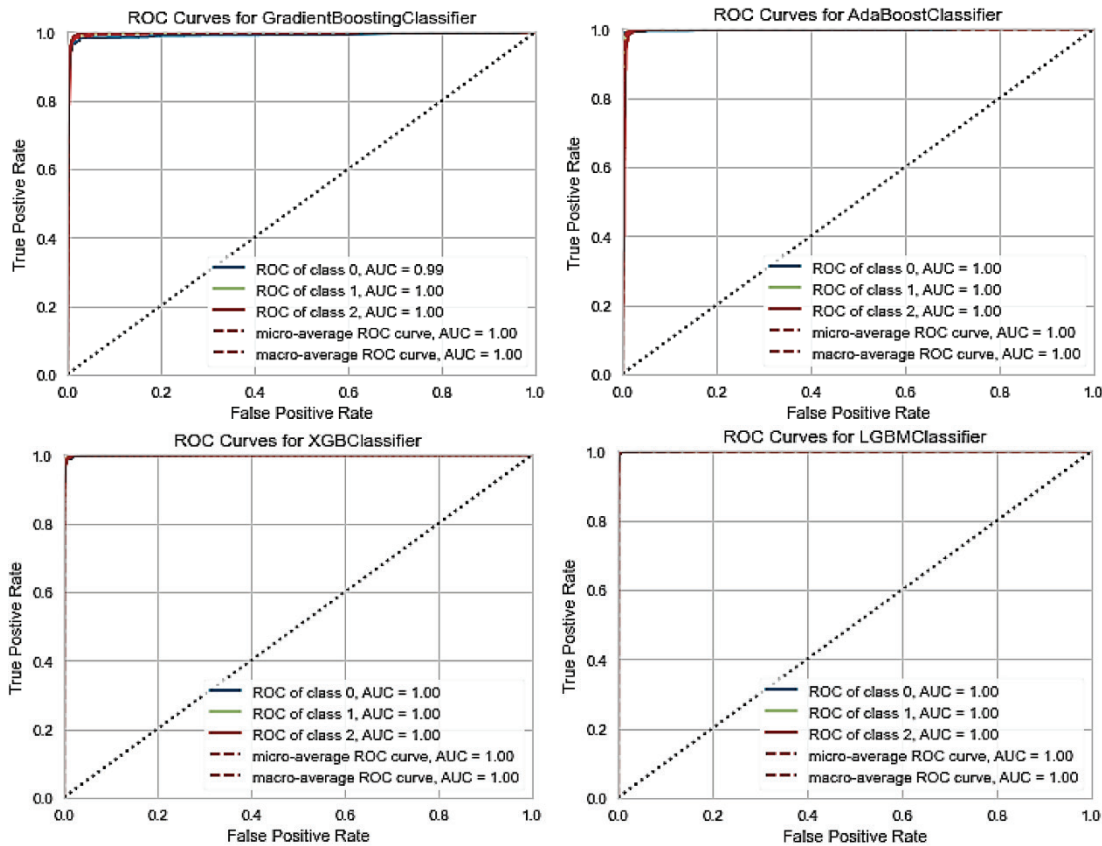 ROC Curves for GradientBoostingClassifier
1.0
0.8
0.6
0.4
0.2
0.0
True Postive Rate
ROC of class 0, AUC = 0.99
ROC of class 1, AUC = 1.00
ROC of class 2, AUC = 1.00
micro-average ROC curve, AUC = 1.00
macro-average ROC curve, AUC = 1.00
0.0 0.2 0.4 0.6 0.8 1.0
False Positive Rate
ROC Curves for AdaBoostClassifier
1.0
0.8
0.6
0.4
0.2
0.0
True Postive Rate
ROC of class 0, AUC = 1.00
ROC of class 1, AUC = 1.00
ROC of class 2, AUC = 1.00
micro-average ROC curve, AUC = 1.00
macro-average ROC curve, AUC = 1.00
0.0 0.2 0.4 0.6 0.8 1.0
False Positive Rate
ROC Curves for XGBClassifier
1.0
0.8
0.6
0.4
0.2
0.0
True Postive Rate
ROC of class 0, AUC = 1.00
ROC of class 1, AUC = 1.00
ROC of class 2, AUC = 1.00
micro-average ROC curve, AUC = 1.00
macro-average ROC curve, AUC = 1.00
0.0 0.2 0.4 0.6 0.8 1.0
False Positive Rate
ROC Curves for LGBMClassifier
1.0
0.8
0.6
0.4
0.2
0.0
True Postive Rate
ROC of class 0, AUC = 1.00
ROC of class 1, AUC = 1.00
ROC of class 2, AUC = 1.00
micro-average ROC curve, AUC = 1.00
macro-average ROC curve, AUC = 1.00
0.0 0.2 0.4 0.6 0.8 1.0
False Positive Rate